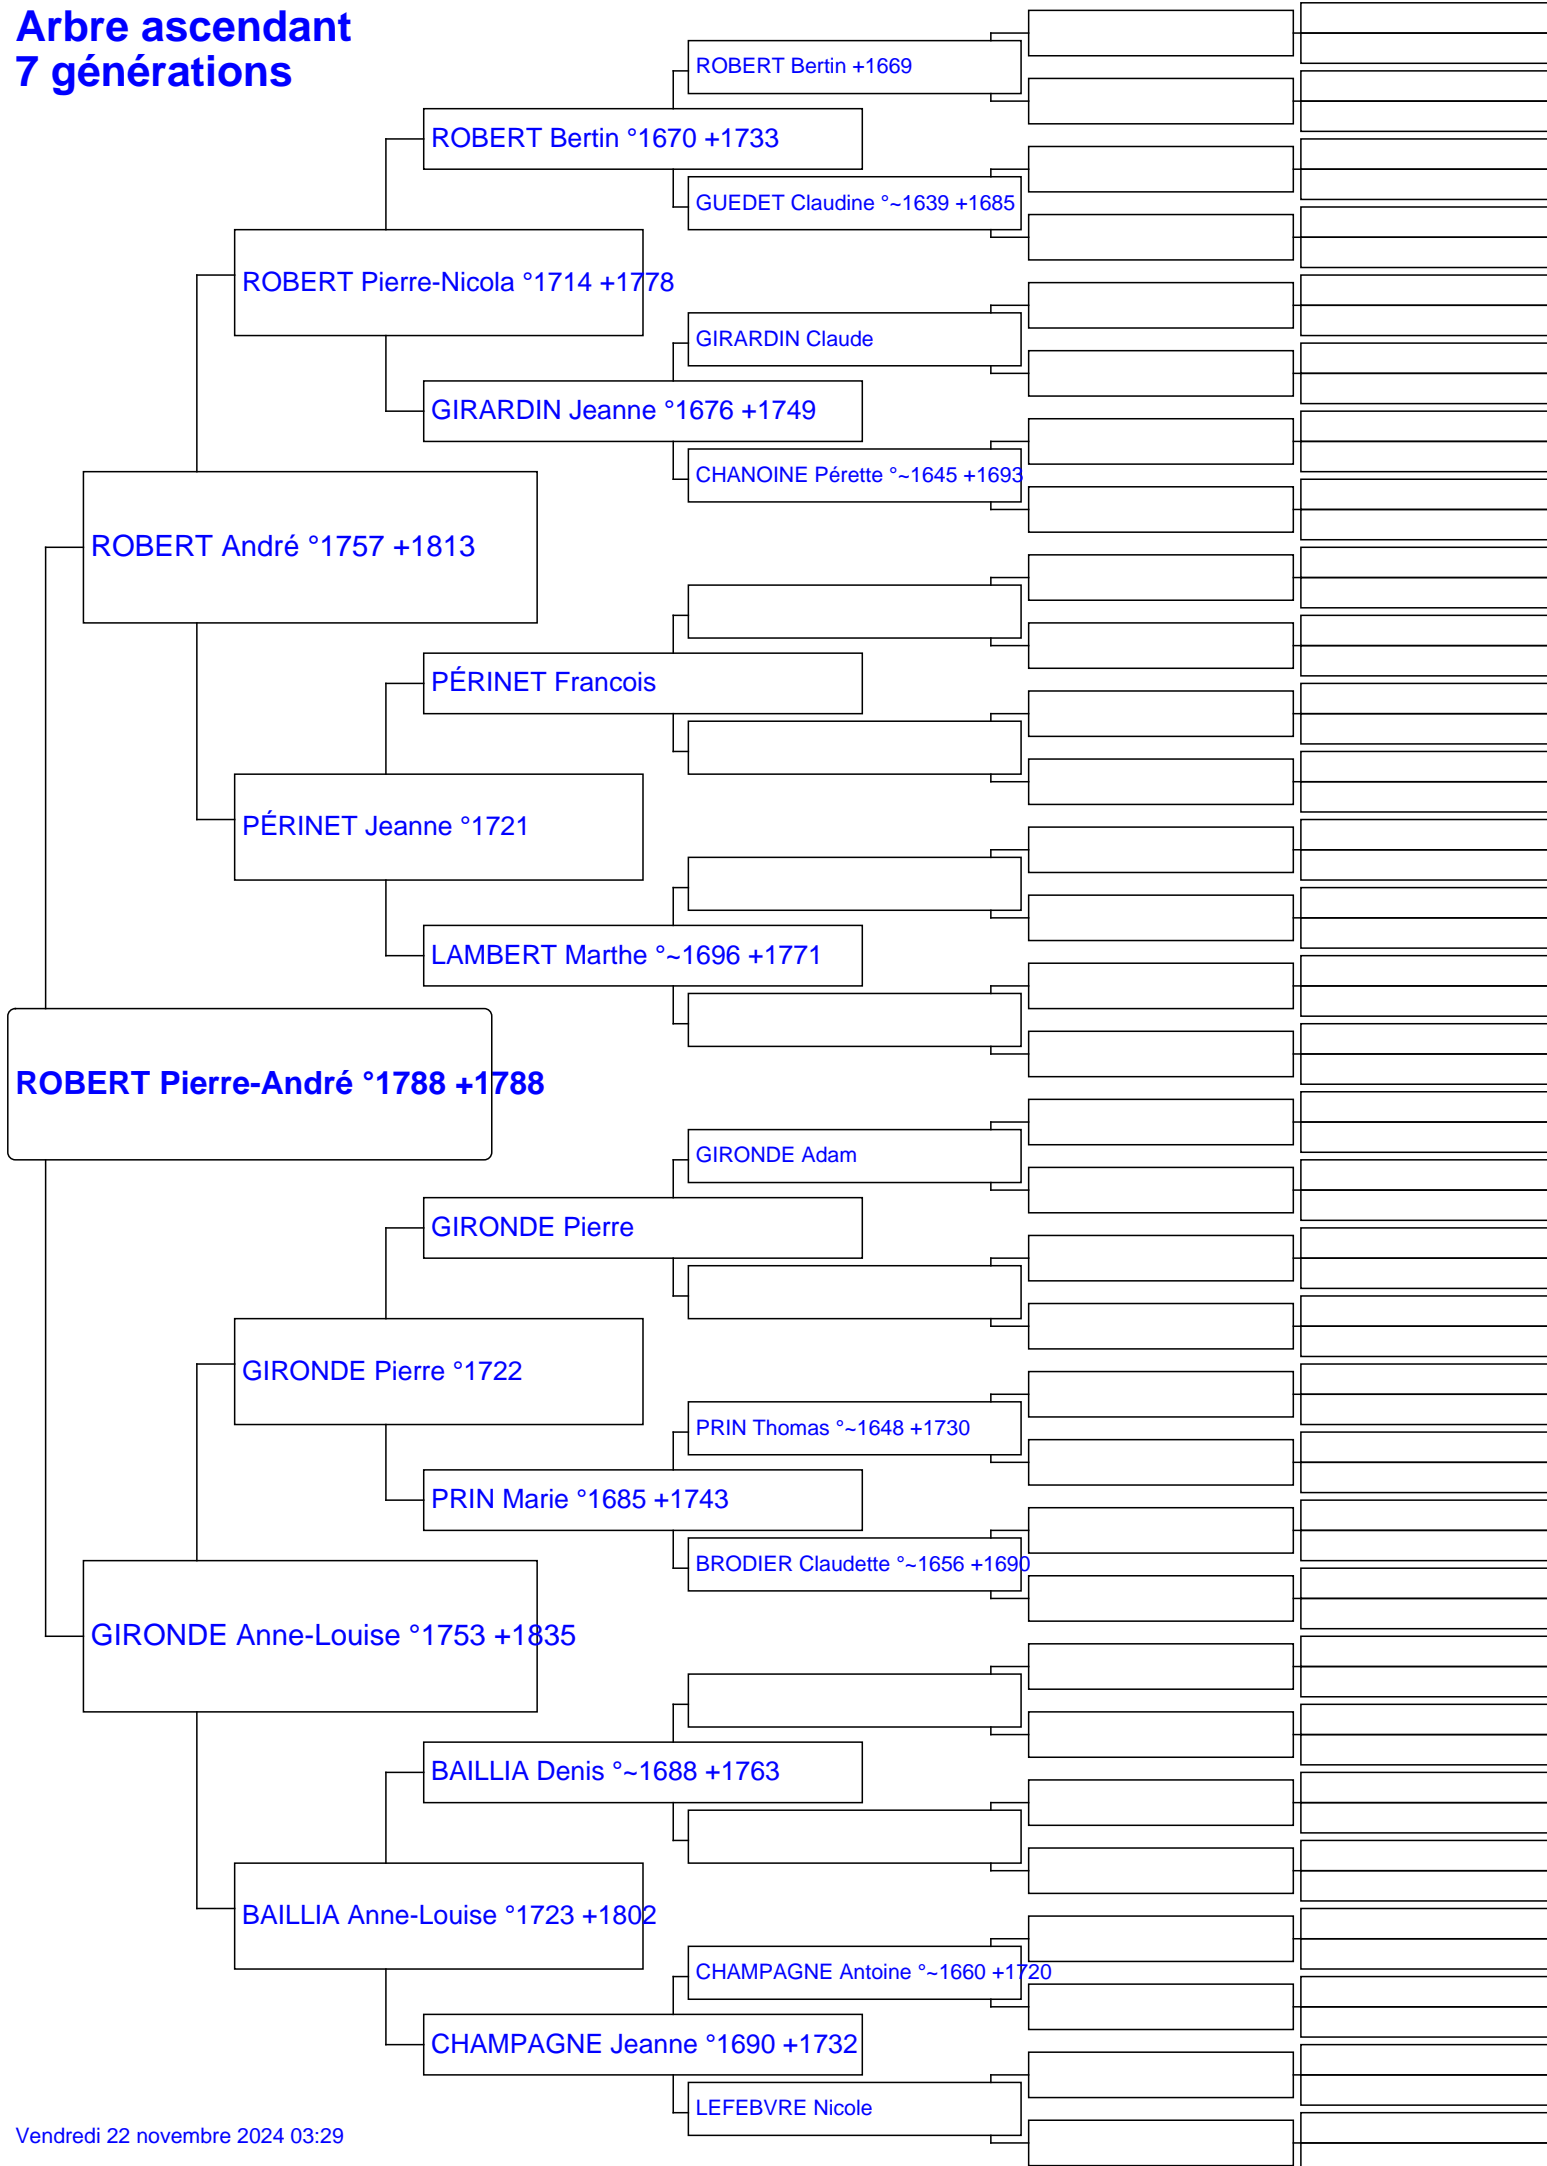 Arbre ascendant
7 générations
ROBERT Bertin +1669
ROBERT Bertin °1670 +1733
GUEDET Claudine °~1639 +1685
ROBERT Pierre-Nicola °1714 +1778
GIRARDIN Claude
GIRARDIN Jeanne °1676 +1749
CHANOINE Pérette °~1645 +1693
ROBERT André °1757 +1813
PÉRINET Francois
PÉRINET Jeanne °1721
LAMBERT Marthe °~1696 +1771
ROBERT Pierre-André °1788 +1788
GIRONDE Adam
GIRONDE Pierre
GIRONDE Pierre °1722
PRIN Thomas °~1648 +1730
PRIN Marie °1685 +1743
BRODIER Claudette °~1656 +1690
GIRONDE Anne-Louise °1753 +1835
BAILLIA Denis °~1688 +1763
BAILLIA Anne-Louise °1723 +1802
CHAMPAGNE Antoine °~1660 +1720
CHAMPAGNE Jeanne °1690 +1732
LEFEBVRE Nicole
Vendredi 22 novembre 2024 03:29